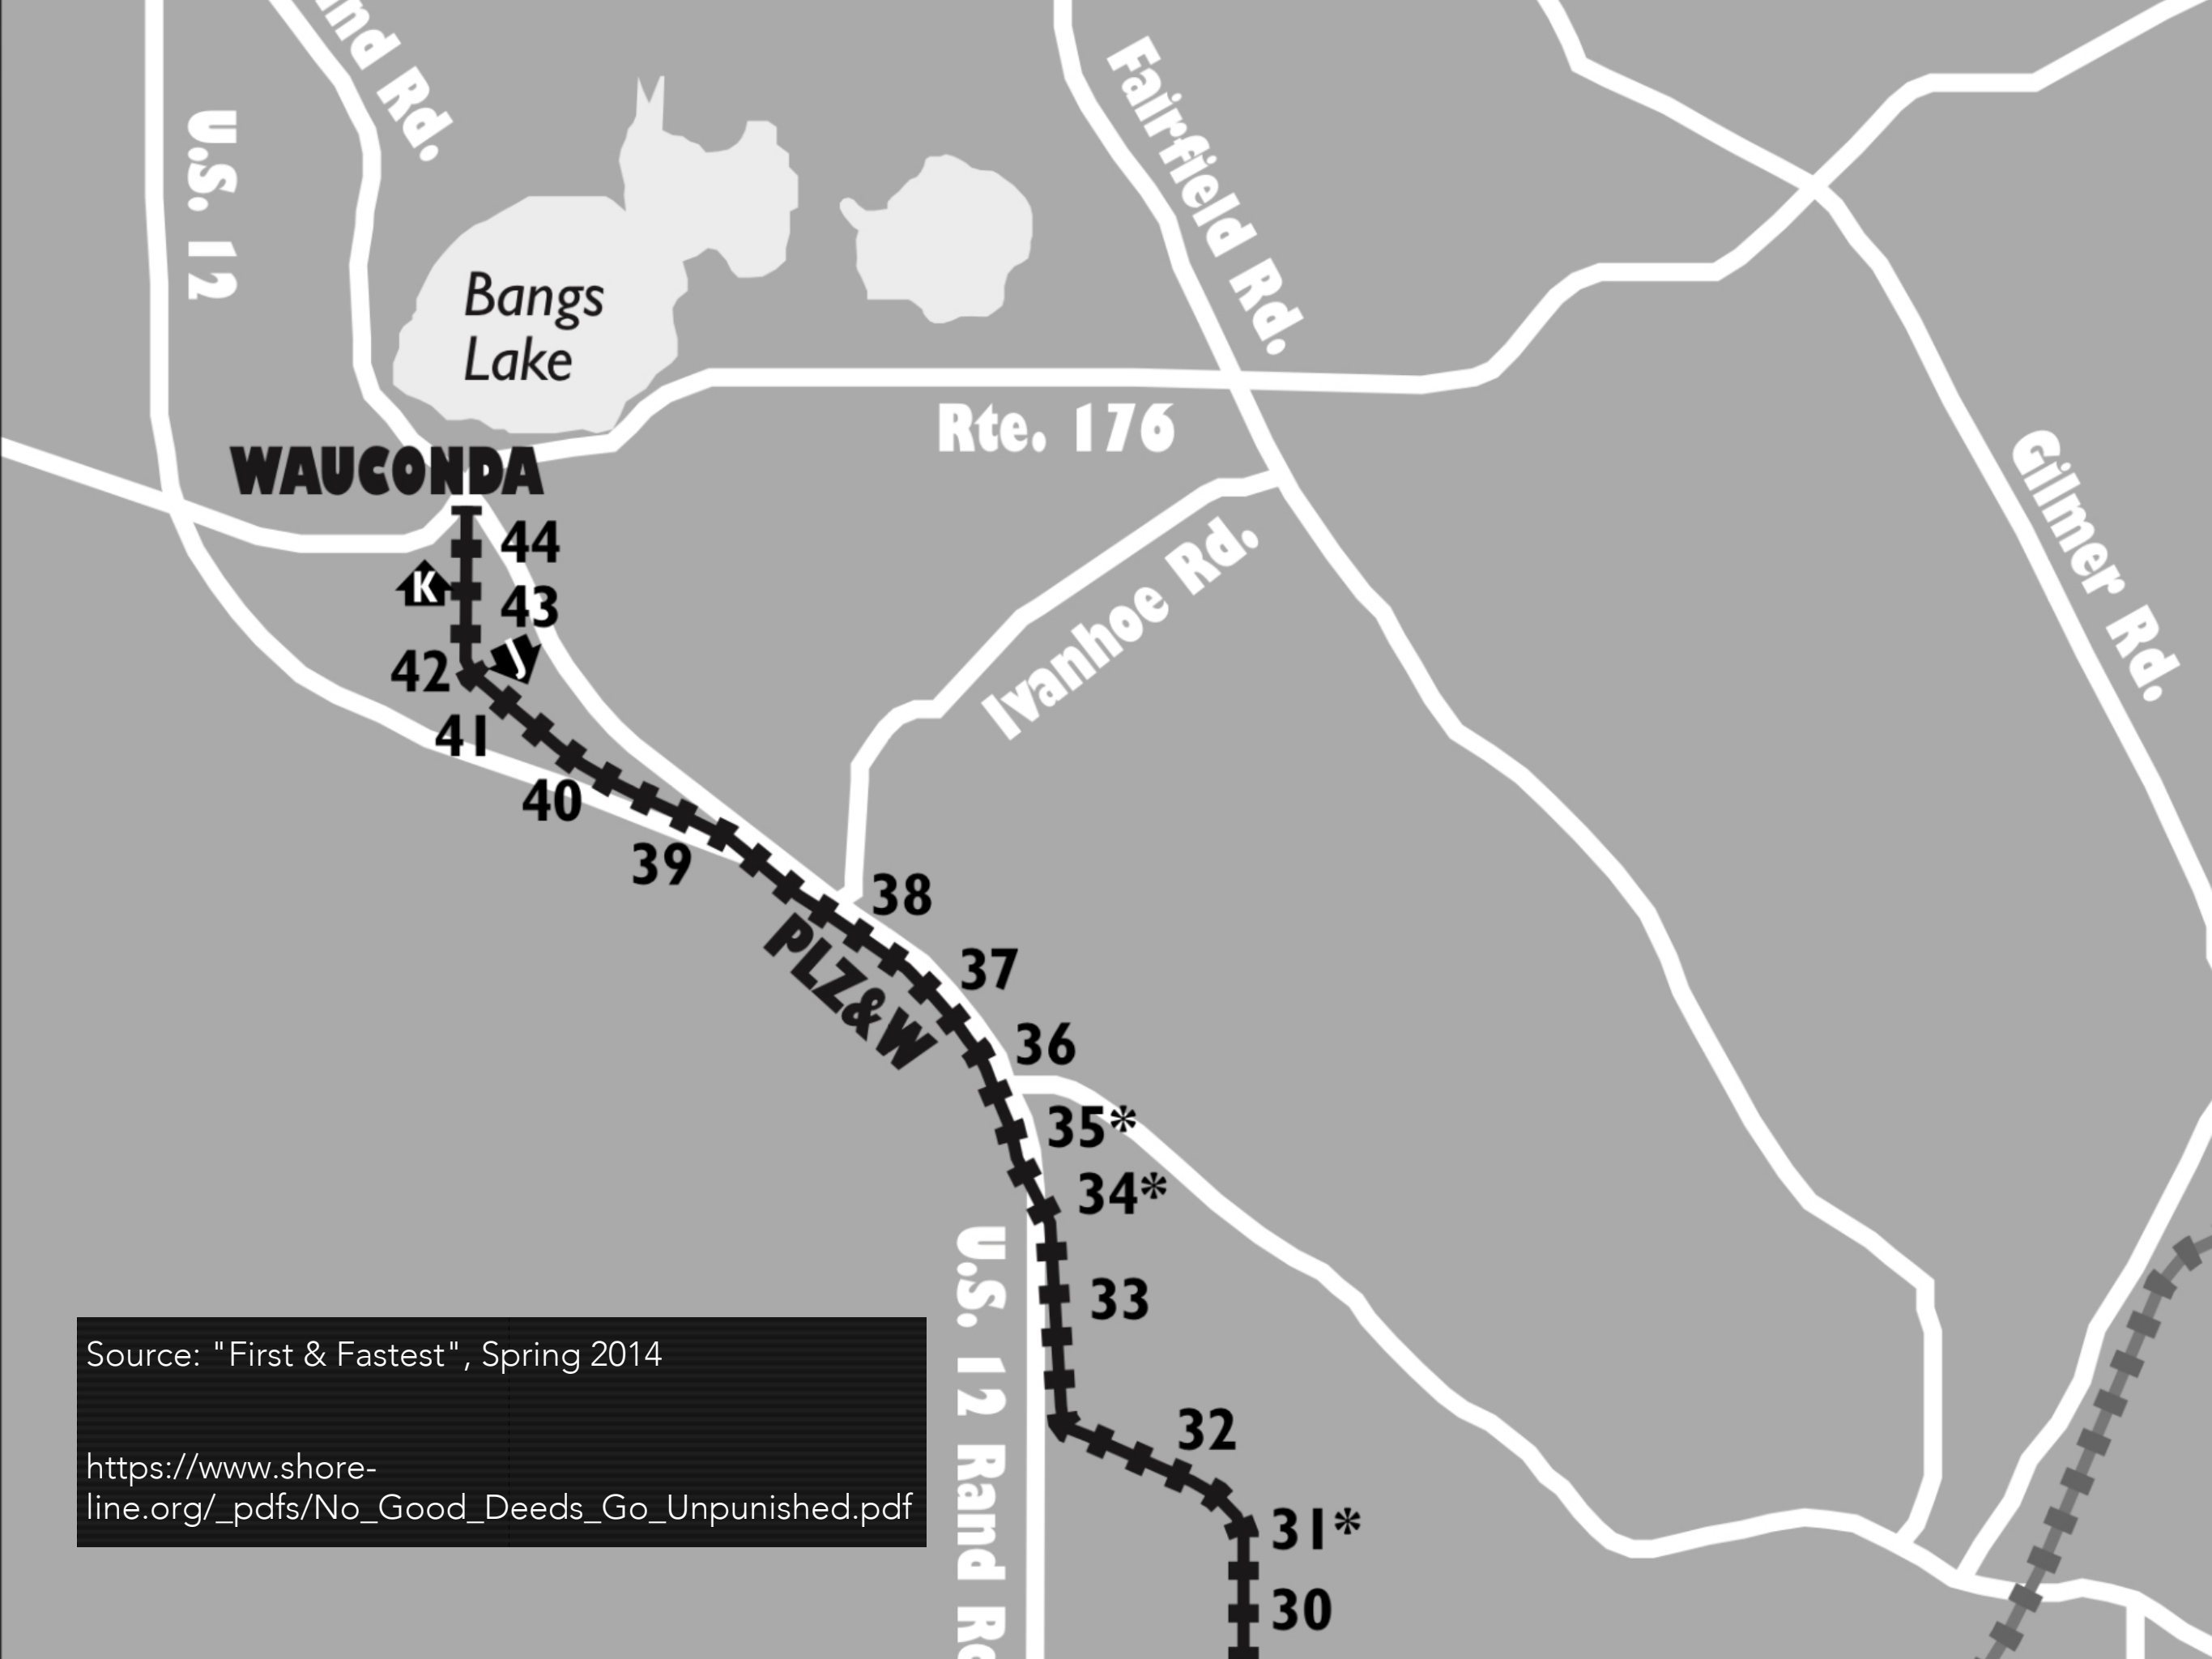 nd Rd.
U.S. 12
Bangs
Lake
Fairfield Rd.
Rte. 176
WAUCONDA
44
K
43
J
42
41
40
39
Ivanhoe Rd.
Gilmer Rd.
38
PLZ&W
37
36
35*
34*
33
U.S. 12 Rand Rd
32
31*
30
Source: "First & Fastest", Spring 2014
https://www.shore-
line.org/_pdfs/No_Good_Deeds_Go_Unpunished.pdf